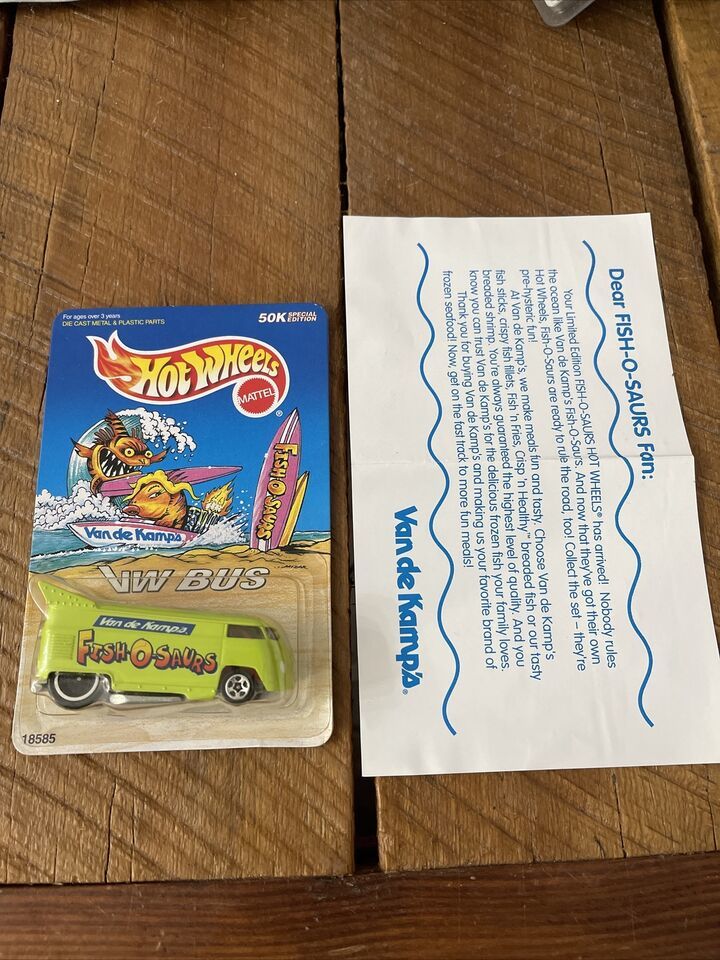 For ages over 3 years
DIE CAST METAL & PLASTIC PARTS
50K SPECIAL EDITION
Hot Wheels
MATTEL
®
FISH-O-SAURS
Van de Kamp's
VW BUS
Van de Kamp's
FISH-O-SAURS
18585
Dear FISH-O-SAURS Fan:
Your Limited Edition FISH-O-SAURS HOT WHEELS® has arrived! Nobody rules
the ocean like Van de Kamp's Fish-O-Saurs. And now that they've got their own
Hot Wheels, Fish-O-Saurs are ready to rule the road, too! Collect the set – they're
pre-hysteric fun!
At Van de Kamp's, we make meals fun and tasty. Choose Van de Kamp's
fish sticks, crispy fish fillets, Fish 'n Fries, Crisp 'n Healthy™ breaded fish or our tasty
breaded shrimp. You're always guaranteed the highest level of quality. And you
know you can trust Van de Kamp's for the delicious frozen fish your family loves.
Thank you for buying Van de Kamp's and making us your favorite brand of
frozen seafood! Now, get on the fast track to more fun meals!
Van de Kamp's®